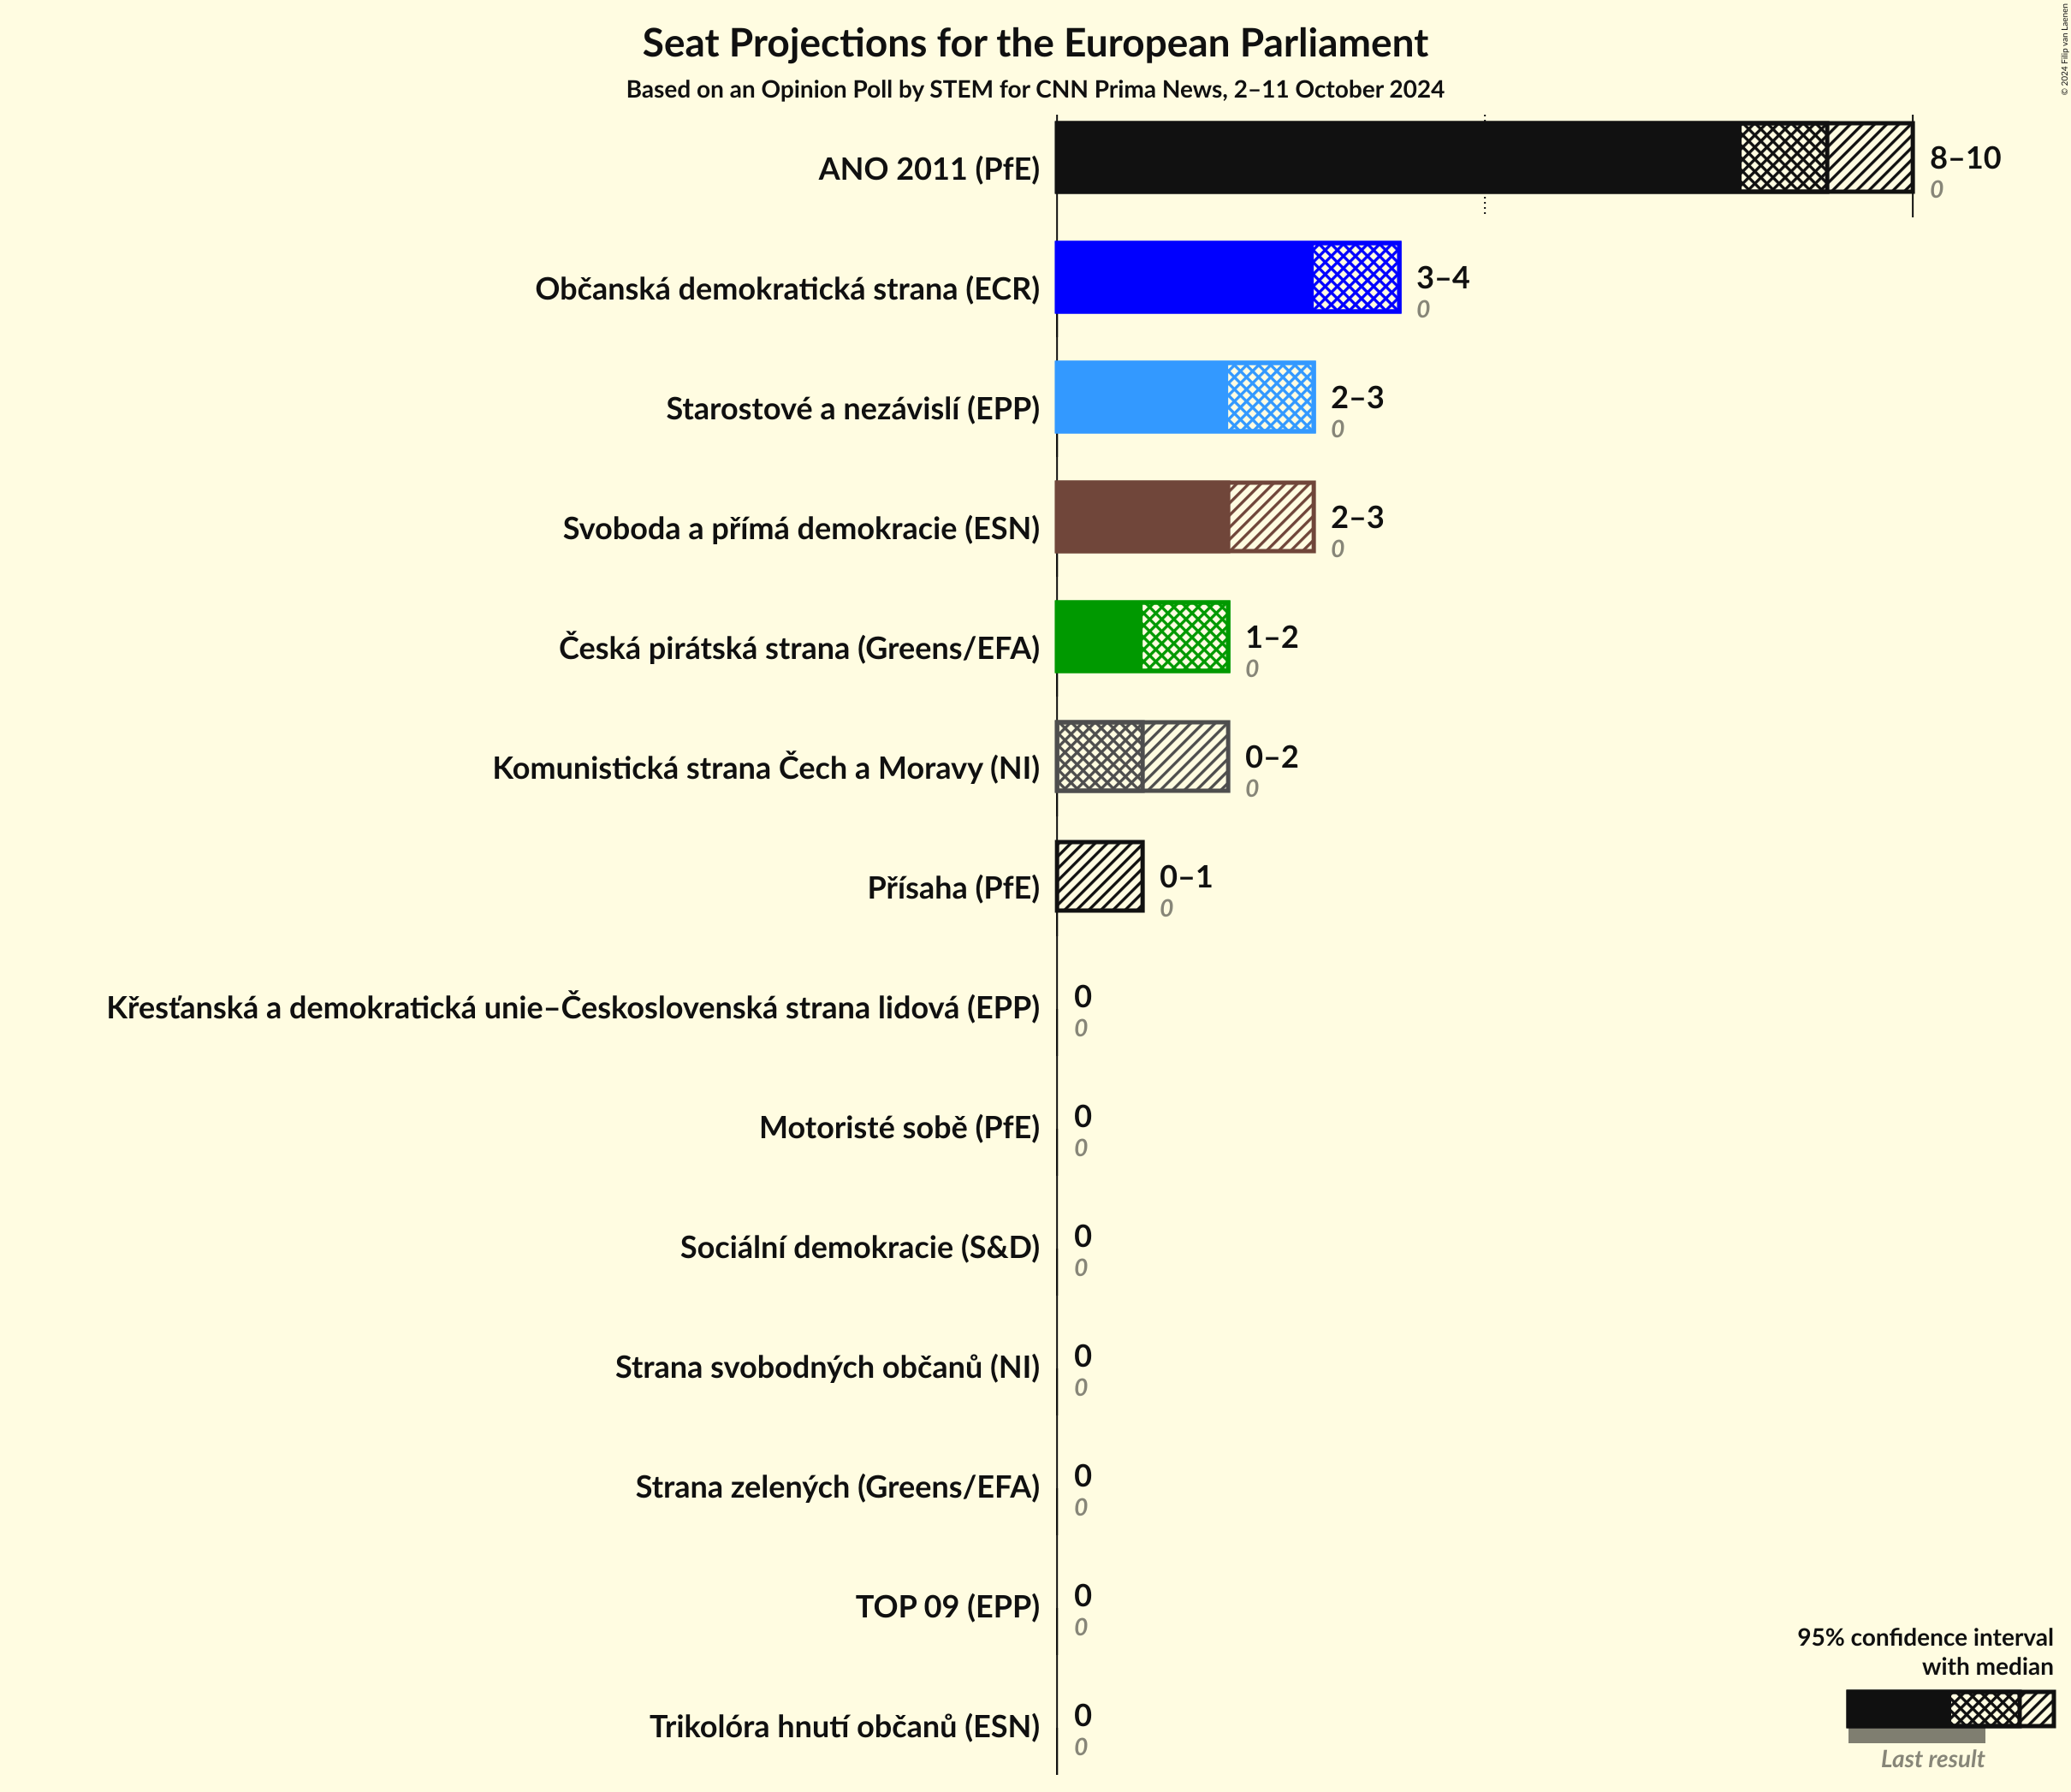 Seat Projections for the European Parliament
Based on an Opinion Poll by STEM for CNN Prima News, 2–11 October 2024
© 2024 Filip van Laenen
ANO 2011 (PfE)
8–10
0
Občanská demokratická strana (ECR)
3–4
0
Starostové a nezávislí (EPP)
2–3
0
Svoboda a přímá demokracie (ESN)
2–3
0
Česká pirátská strana (Greens/EFA)
1–2
0
Komunistická strana Čech a Moravy (NI)
0–2
0
Přísaha (PfE)
0–1
0
Křesťanská a demokratická unie–Československá strana lidová (EPP)
0
0
Motoristé sobě (PfE)
0
0
Sociální demokracie (S&D)
0
0
Strana svobodných občanů (NI)
0
0
Strana zelených (Greens/EFA)
0
0
TOP 09 (EPP)
0
0
Trikolóra hnutí občanů (ESN)
0
0
95% confidence interval
with median
Last result